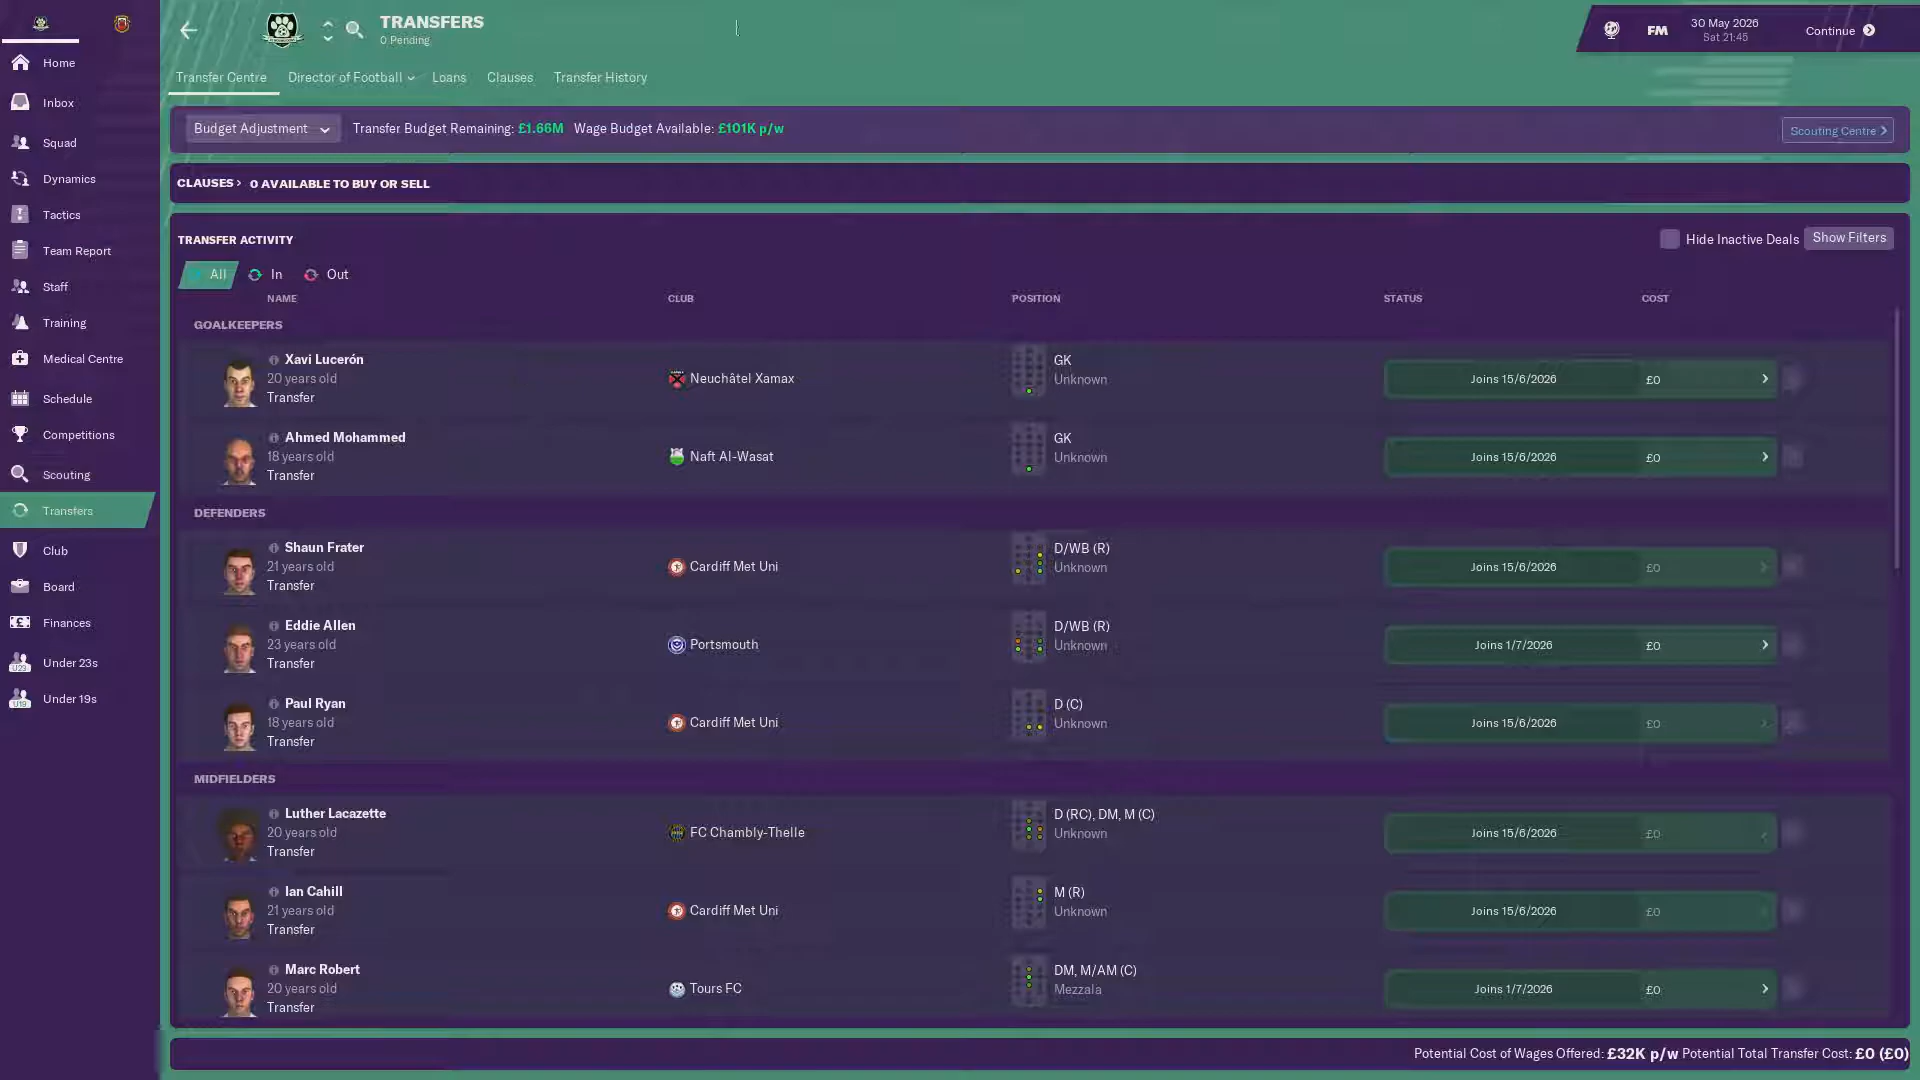 TRANSFERS
0 Pending
30 May 2026
Sat 21:45
FM
Continue
Home
Inbox
Squad
Dynamics
Tactics
Team Report
Staff
Training
Medical Centre
Schedule
Competitions
Scouting
Transfers
Club
Board
Finances
Under 23s
Under 19s
Transfer Centre
Director of Football
Loans
Clauses
Transfer History
Budget Adjustment
Transfer Budget Remaining: £1.66M
Wage Budget Available: £101K p/w
Scouting Centre
CLAUSES > 0 AVAILABLE TO BUY OR SELL
TRANSFER ACTIVITY
Hide Inactive Deals
Show Filters
All
In
Out
NAME
CLUB
POSITION
STATUS
COST
GOALKEEPERS
Xavi Lucerón
20 years old
Transfer
Neuchâtel Xamax
GK
Unknown
Joins 15/6/2026
£0
Ahmed Mohammed
18 years old
Transfer
Naft Al-Wasat
GK
Unknown
Joins 15/6/2026
£0
DEFENDERS
Shaun Frater
21 years old
Transfer
Cardiff Met Uni
D/WB (R)
Unknown
Joins 15/6/2026
£0
Eddie Allen
23 years old
Transfer
Portsmouth
D/WB (R)
Unknown
Joins 1/7/2026
£0
Paul Ryan
18 years old
Transfer
Cardiff Met Uni
D (C)
Unknown
Joins 15/6/2026
£0
MIDFIELDERS
Luther Lacazette
20 years old
Transfer
FC Chambly-Thelle
D (RC), DM, M (C)
Unknown
Joins 15/6/2026
£0
Ian Cahill
21 years old
Transfer
Cardiff Met Uni
M (R)
Unknown
Joins 15/6/2026
£0
Marc Robert
20 years old
Transfer
Tours FC
DM, M/AM (C)
Mezzala
Joins 1/7/2026
£0
Potential Cost of Wages Offered: £32K p/w Potential Total Transfer Cost: £0 (£0)